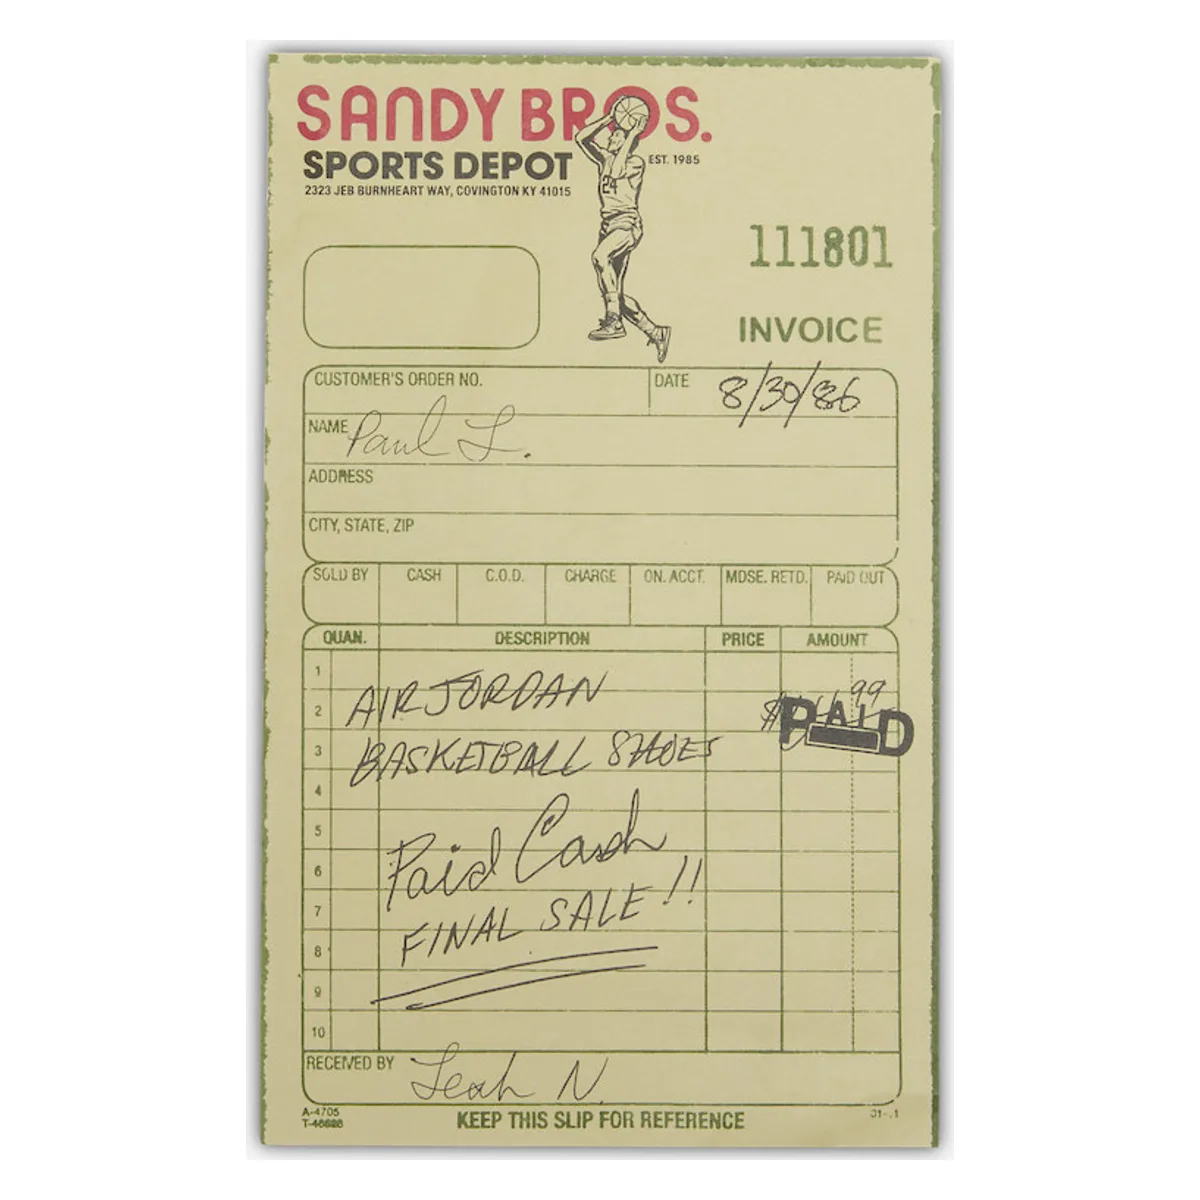 SANDY BROS.
SPORTS DEPOT
EST. 1985
2323 JEB BURNHEART WAY, COVINGTON KY 41015
24
111801
INVOICE
CUSTOMER'S ORDER NO. DATE 8/30/86
NAME Paul L.
ADDRESS
CITY, STATE, ZIP
SOLD BY CASH C.O.D. CHARGE ON. ACCT. MDSE. RETD. PAID OUT
QUAN. DESCRIPTION PRICE AMOUNT
1
2 AIR JORDAN 99
PAID
3 BASKETBALL SHOES
4
5
6 Paid Cash
7
8 FINAL SALE!!
9
10
RECEIVED BY Leah N.
A-4705
KEEP THIS SLIP FOR REFERENCE